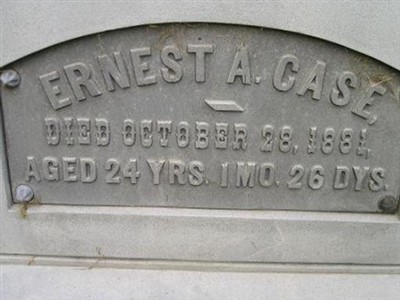 ERNEST A. CASE,
DIED OCTOBER 28, 1881,
AGED 24 YRS. 1 MO. 26 DYS.